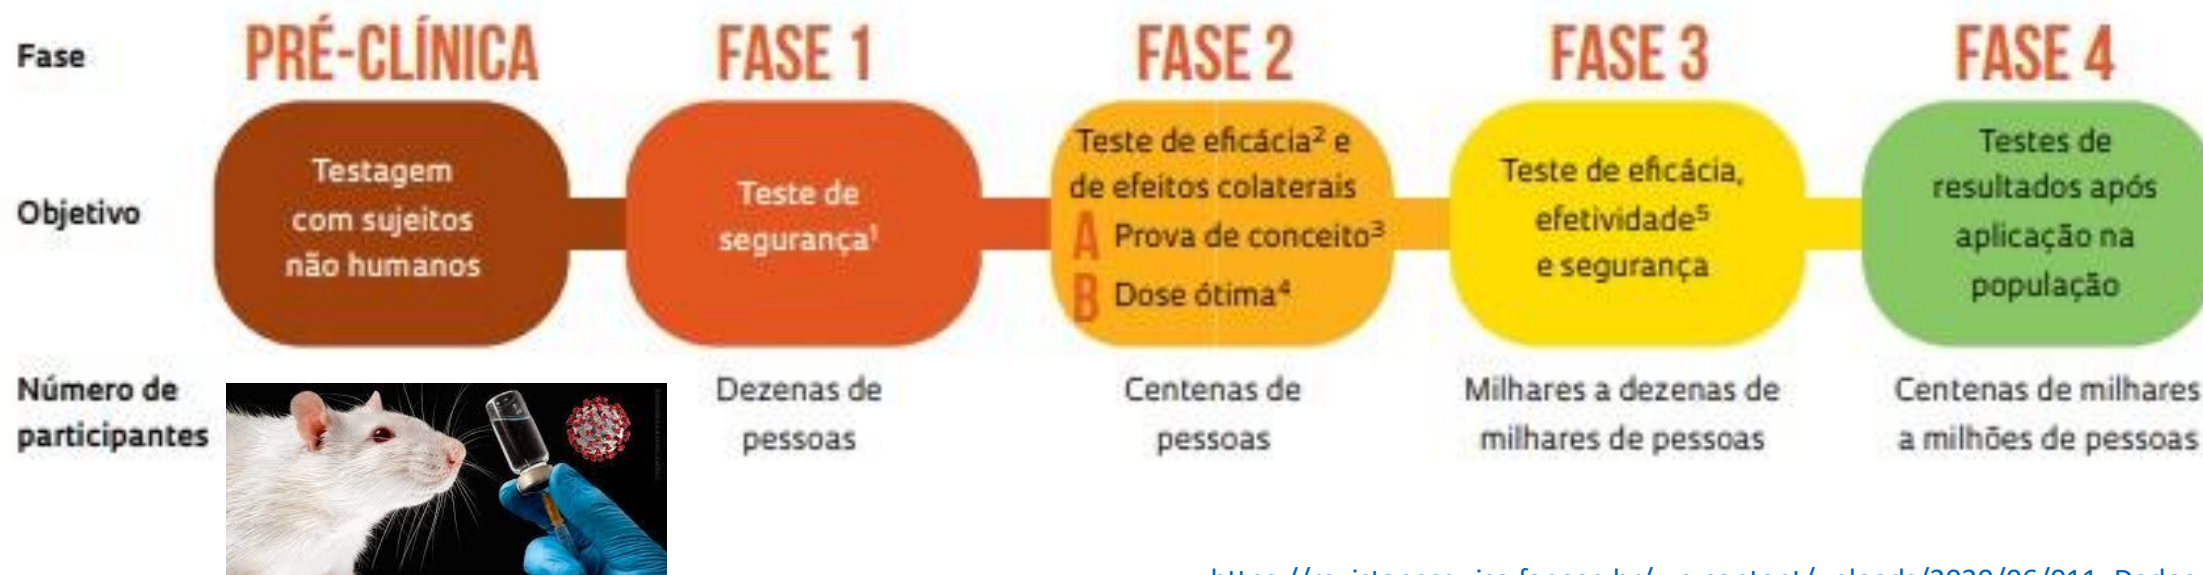 Fase
PRÉ-CLÍNICA
FASE 1
FASE 2
FASE 3
FASE 4
Objetivo
Testagem
com sujeitos
não humanos
Teste de
segurança¹
Teste de eficácia² e
de efeitos colaterais
A Prova de conceito³
B Dose ótima⁴
Teste de eficácia,
efetividade⁵
e segurança
Testes de
resultados após
aplicação na
população
Número de
participantes
Dezenas de
pessoas
Centenas de
pessoas
Milhares a dezenas de
milhares de pessoas
Centenas de milhares
a milhões de pessoas